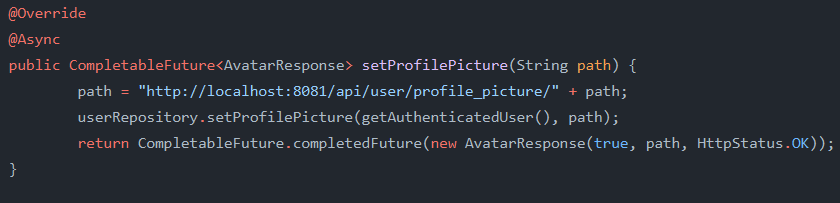 @Override
@Async
public CompletableFuture<AvatarResponse> setProfilePicture(String path) {
        path = "http://localhost:8081/api/user/profile_picture/" + path;
        userRepository.setProfilePicture(getAuthenticatedUser(), path);
        return CompletableFuture.completedFuture(new AvatarResponse(true, path, HttpStatus.OK));
}